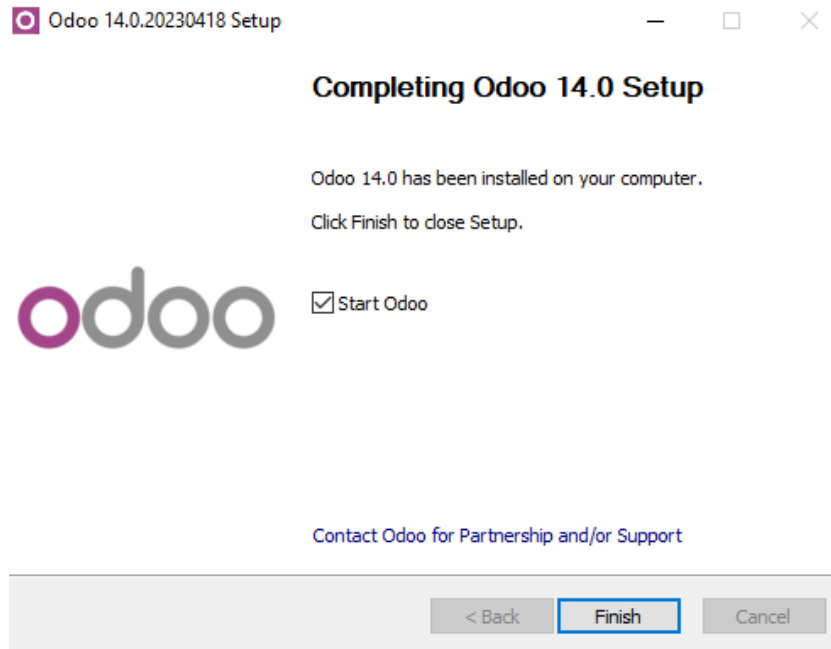 Odoo 14.0.20230418 Setup
Completing Odoo 14.0 Setup
Odoo 14.0 has been installed on your computer.
Click Finish to close Setup.
odoo
Start Odoo
Contact Odoo for Partnership and/or Support
< Back
Finish
Cancel